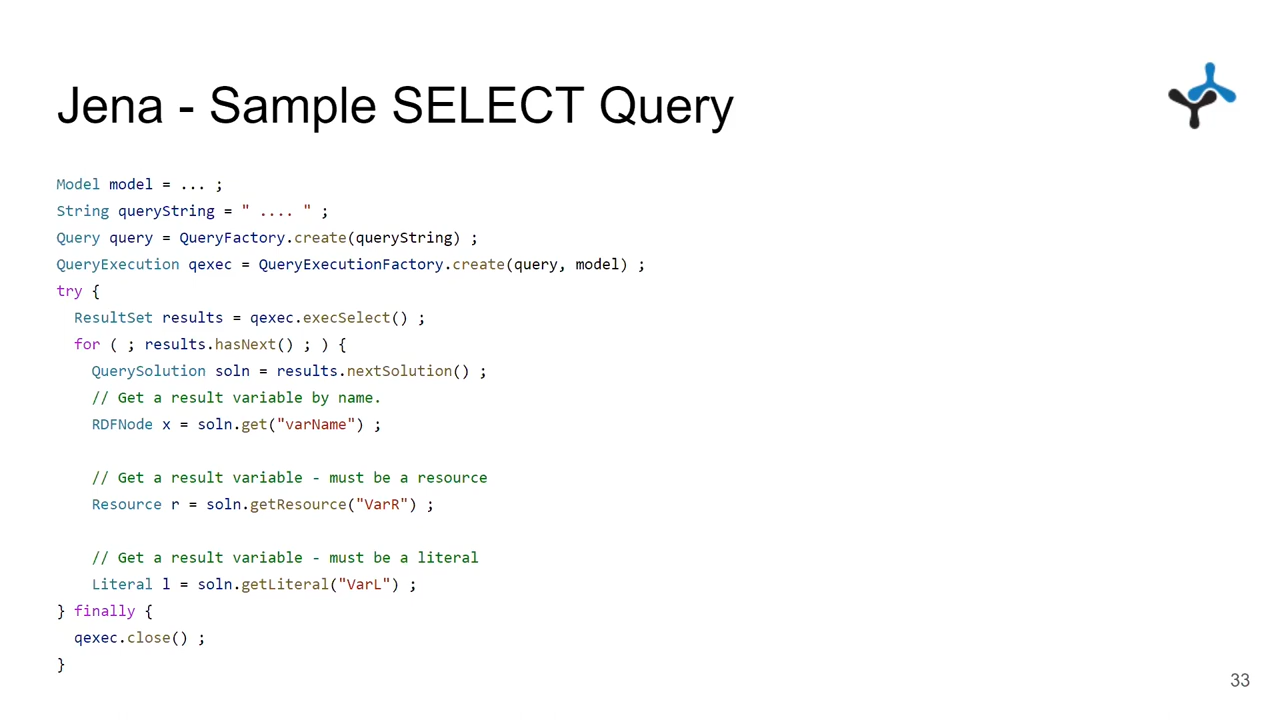 Jena - Sample SELECT Query
Model model = ... ;
String queryString = " .... " ;
Query query = QueryFactory.create(queryString) ;
QueryExecution qexec = QueryExecutionFactory.create(query, model) ;
try {
  ResultSet results = qexec.execSelect() ;
  for ( ; results.hasNext() ; ) {
    QuerySolution soln = results.nextSolution() ;
    // Get a result variable by name.
    RDFNode x = soln.get("varName") ;
    // Get a result variable - must be a resource
    Resource r = soln.getResource("VarR") ;
    // Get a result variable - must be a literal
    Literal l = soln.getLiteral("VarL") ;
} finally {
  qexec.close() ;
}
33